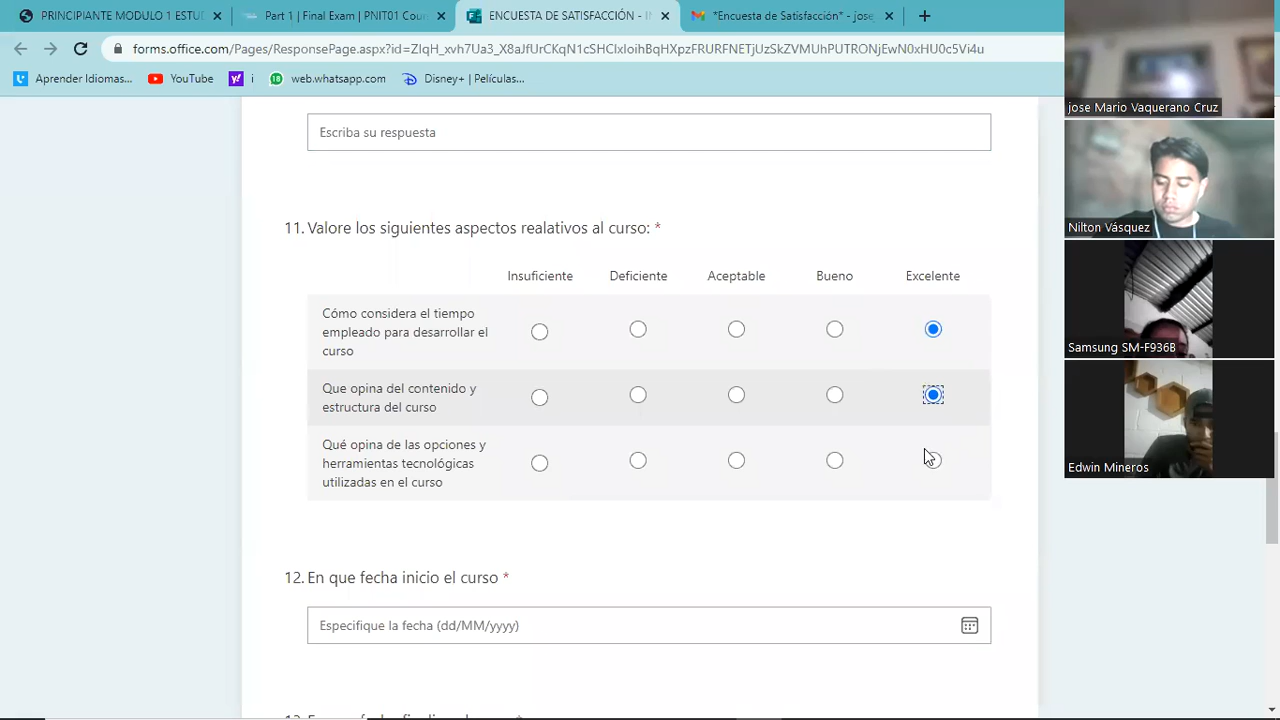 PRINCIPIANTE MODULO 1 ESTUD
Part 1 | Final Exam | PNIT01 Cou
ENCUESTA DE SATISFACCIÓN - I
*Encuesta de Satisfacción* - jose
forms.office.com/Pages/ResponsePage.aspx?id=ZIqH_xvh7Ua3_X8aJfUrCKqN1cSHCIxIoihBqHXpzFRURFNETjUzSkZVMUhPUTRONjEwN0xHU0c5Vi4u
Aprender Idiomas...
YouTube
i
web.whatsapp.com
Disney+ | Películas...
Escriba su respuesta
11. Valore los siguientes aspectos realativos al curso: *
Insuficiente Deficiente Aceptable Bueno Excelente
Cómo considera el tiempo
empleado para desarrollar el
curso
Que opina del contenido y
estructura del curso
Qué opina de las opciones y
herramientas tecnológicas
utilizadas en el curso
12. En que fecha inicio el curso *
Especifique la fecha (dd/MM/yyyy)
jose Mario Vaquerano Cruz
Nilton Vásquez
Samsung SM-F936B
Edwin Mineros